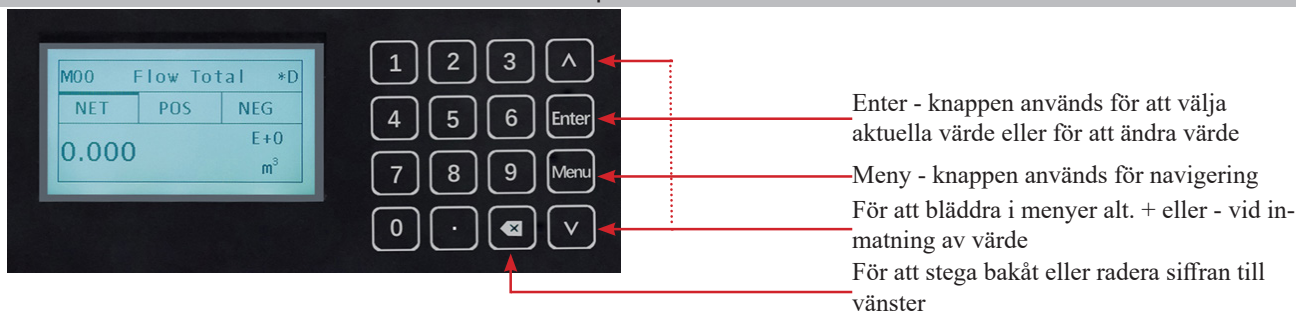 M00 Flow Total *D
NET POS NEG
E+0
0.000
m³
1 2 3 ∧
4 5 6 Enter
7 8 9 Menu
0 . ∨
Enter - knappen används för att välja
aktuella värde eller för att ändra värde
Meny - knappen används för navigering
För att bläddra i menyer alt. + eller - vid in-
matning av värde
För att stega bakåt eller radera siffran till
vänster